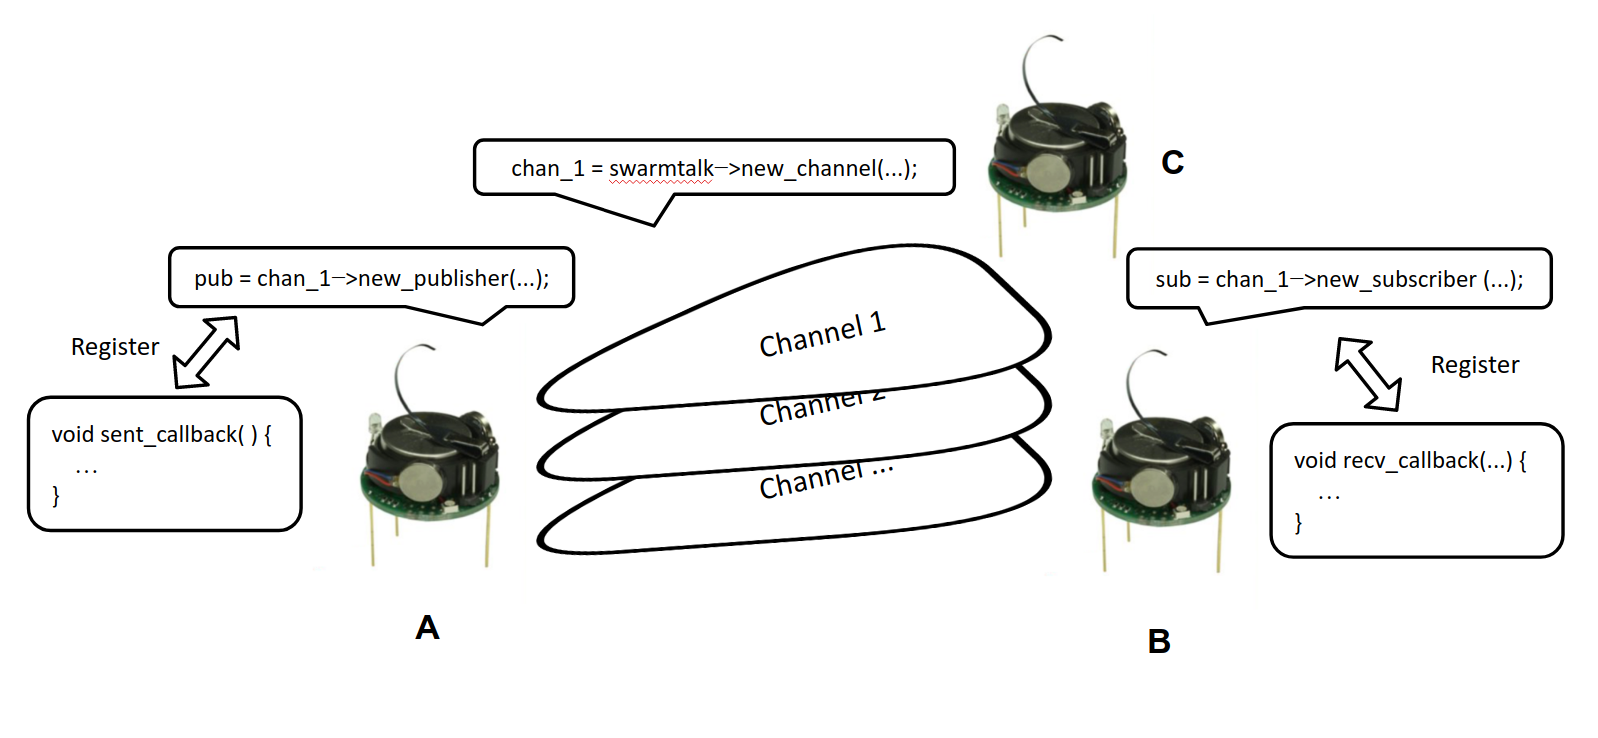 C
chan_1 = swarmtalk—>new_channel(...);
pub = chan_1—>new_publisher(...);
sub = chan_1—>new_subscriber (...);
Register
Channel 1
Register
void sent_callback( ) {
...
}
Channel 2
void recv_callback(...) {
...
}
Channel ...
A
B